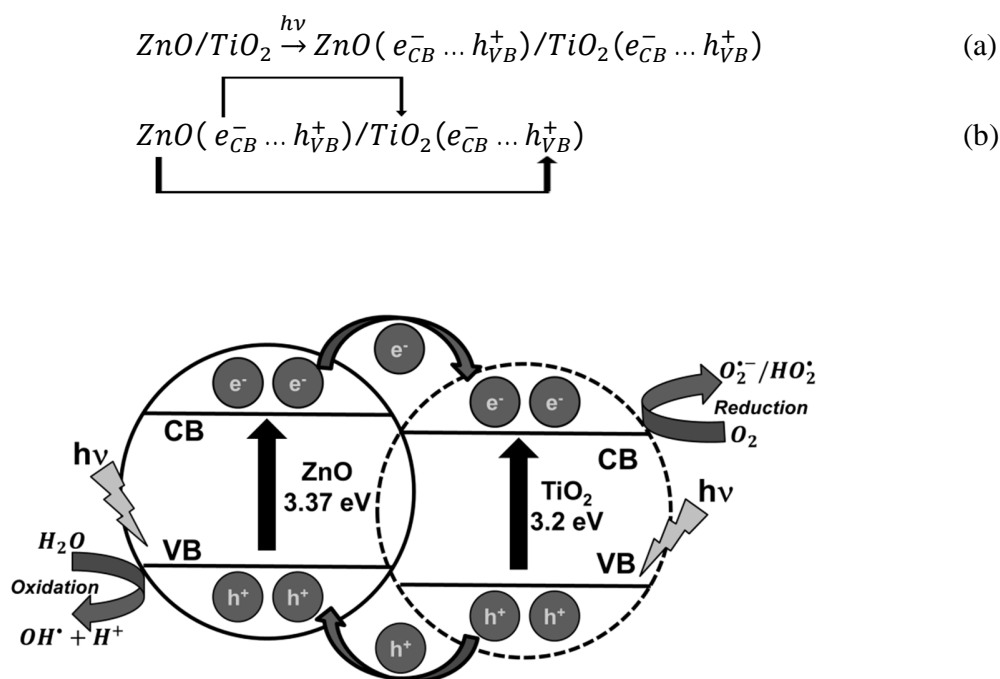 ZnO/TiO₂ →hν ZnO( e⁻CB … h⁺VB)/TiO₂(e⁻CB … h⁺VB) (a)
ZnO( e⁻CB … h⁺VB)/TiO₂(e⁻CB … h⁺VB) (b)
e⁻
e⁻ e⁻
e⁻ e⁻
O₂•⁻/HO₂•
Reduction
O₂
CB
CB
hν
ZnO
3.37 eV
TiO₂
3.2 eV
hν
H₂O
VB
VB
Oxidation
OH• + H⁺
h⁺ h⁺
h⁺ h⁺
h⁺